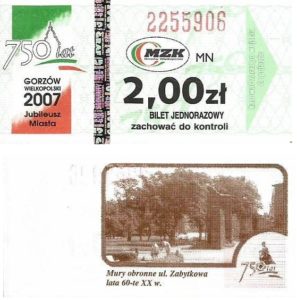 750 lat
GORZÓW
WIELKOPOLSKI
2007
Jubileusz
Miasta
2255906
MZK
MN
2,00zł
BILET JEDNORAZOWY
zachować do kontroli
Mury obronne ul. Zabytkowa
lata 60-te XX w.
750 lat